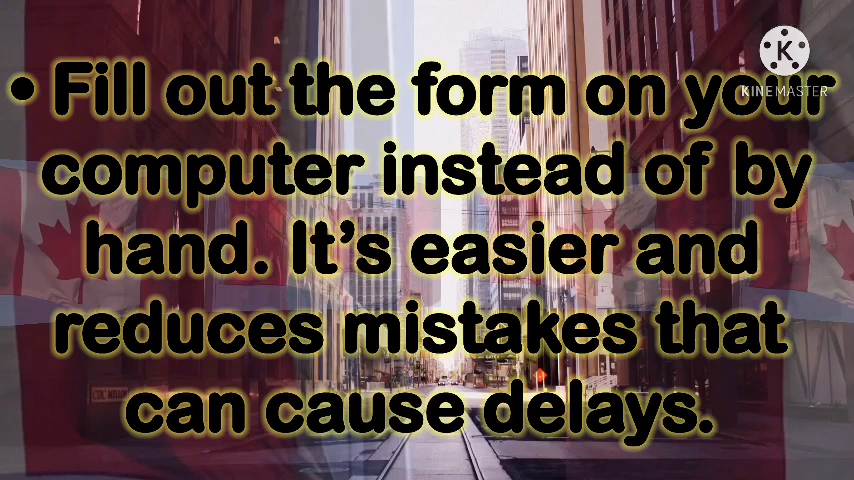 • Fill out the form on your
computer instead of by
hand. It’s easier and
reduces mistakes that
can cause delays.
K
KINEMASTER